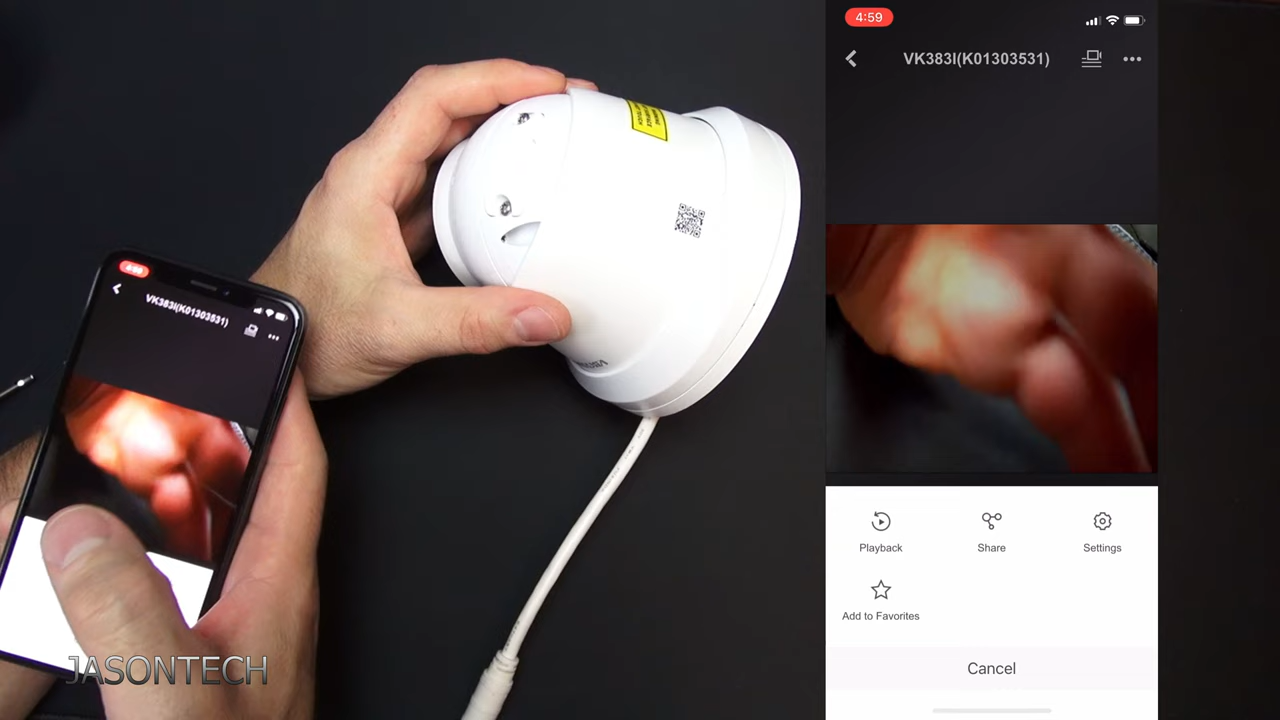 4:59
VK383I(K01303531)
VK383I(K01303531)
Playback
Share
Settings
Add to Favorites
Cancel
JASONTECH